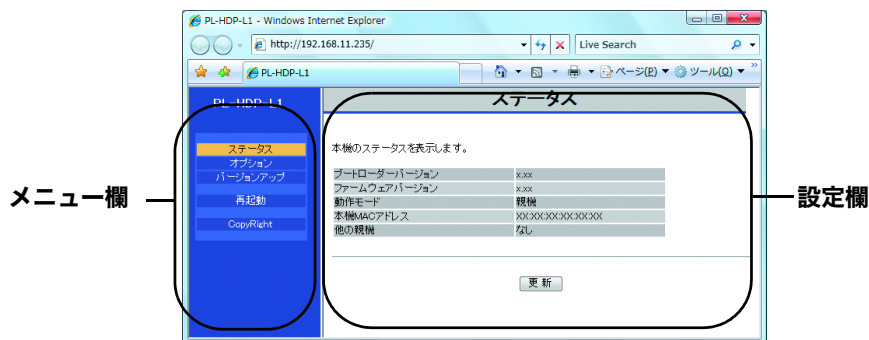 PL-HDP-L1 - Windows Internet Explorer
http://192.168.11.235/
Live Search
PL-HDP-L1
ページ(P)
ツール(O)
PL-HDP-L1
ステータス
オプション
バージョンアップ
再起動
CopyRight
ステータス
本機のステータスを表示します。
ブートローダーバージョン x.xx
ファームウェアバージョン x.xx
動作モード 親機
本機MACアドレス XX:XX:XX:XX:XX:XX
他の親機 なし
更新
メニュー欄
設定欄